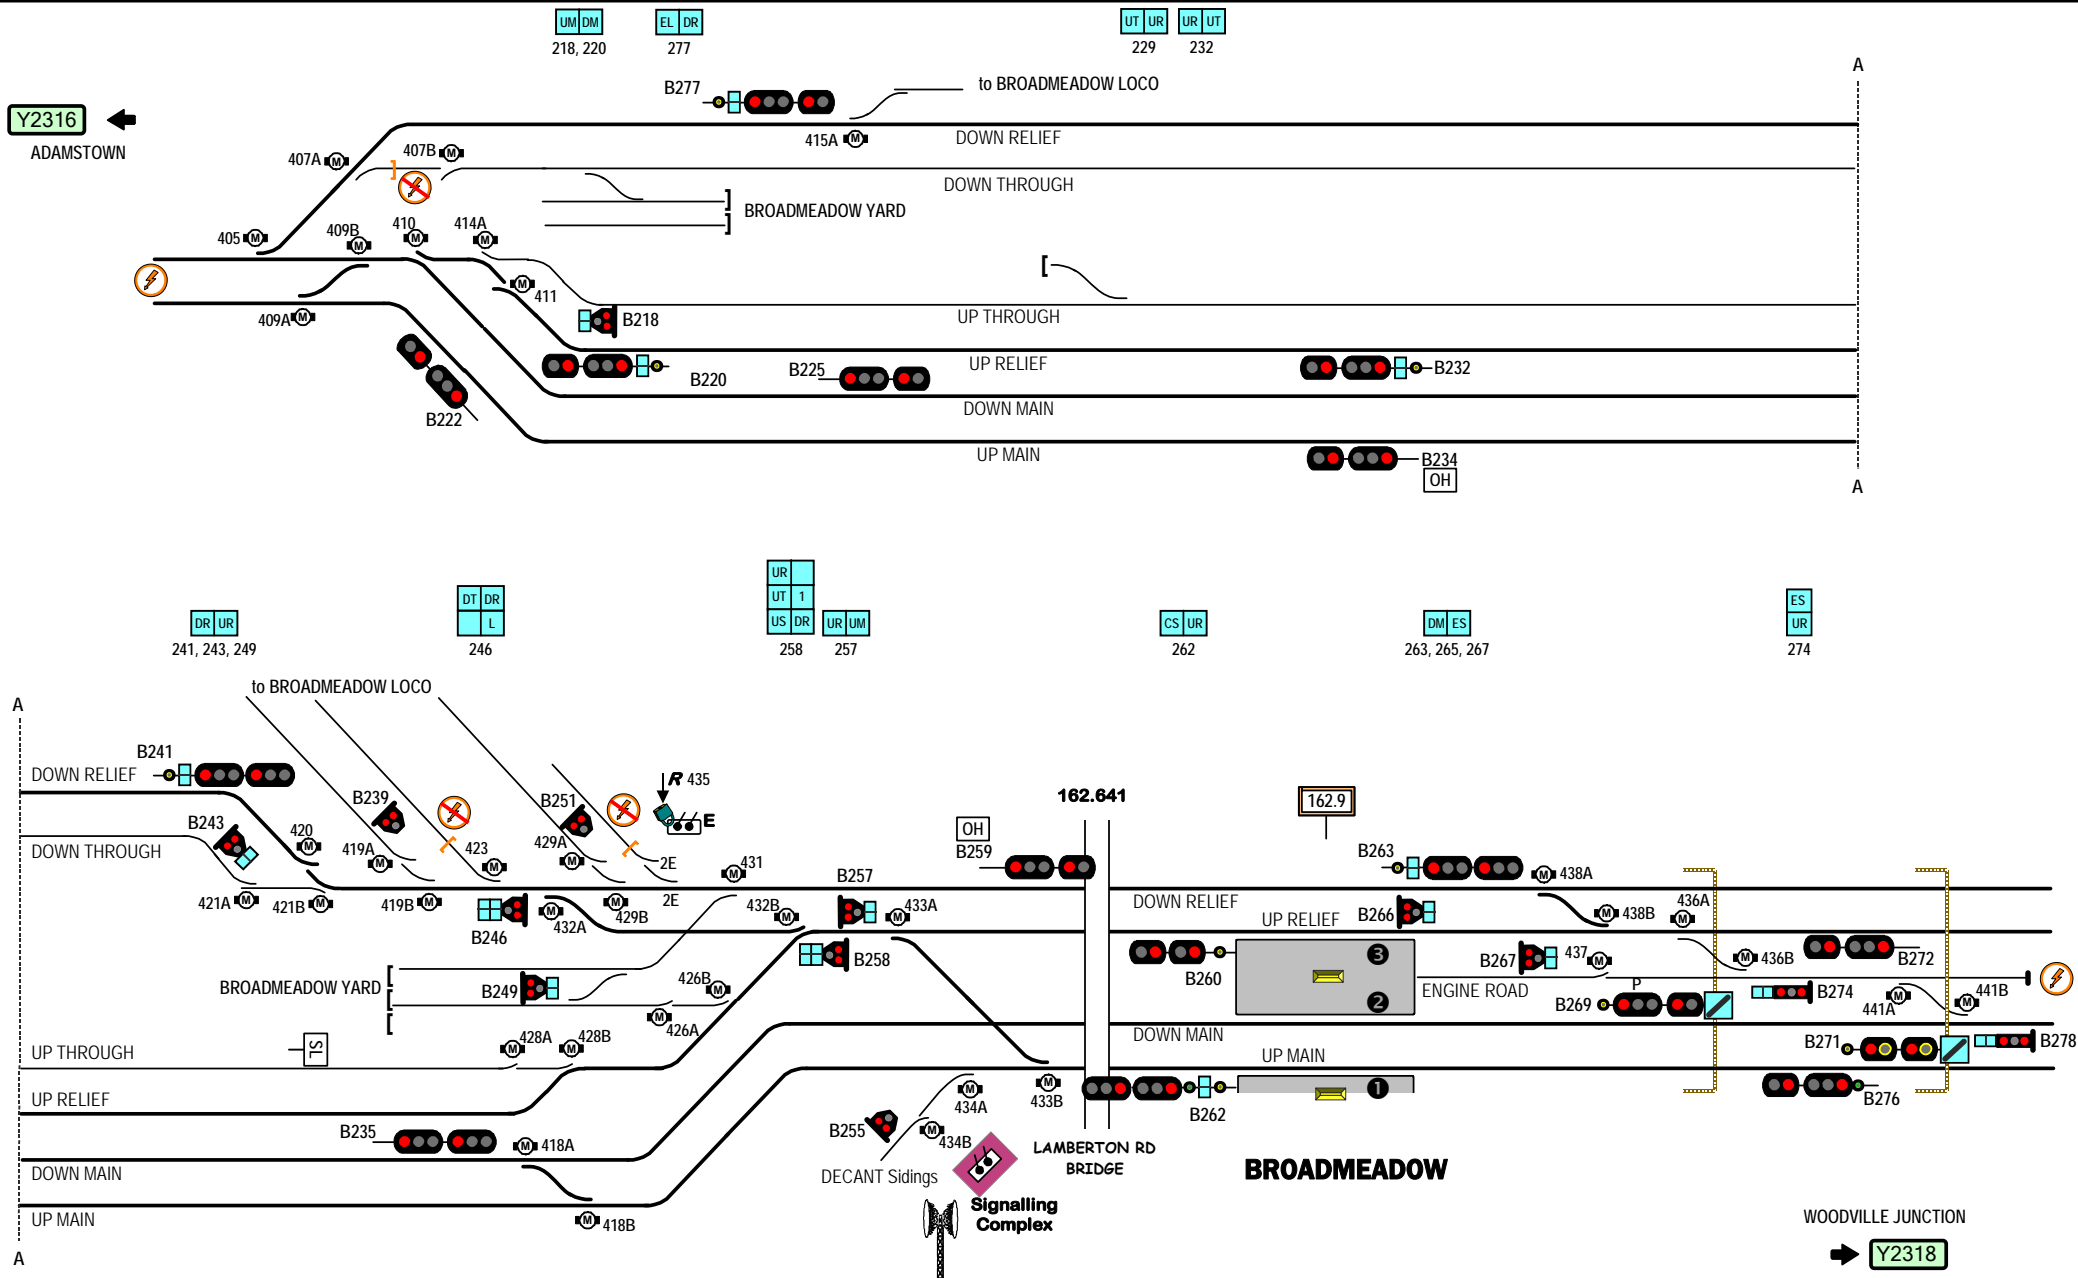 UM DM
218, 220
EL DR
277
UT UR
229
UR UT
232
A
B277
to BROADMEADOW LOCO
Y2316
ADAMSTOWN
415A M
DOWN RELIEF
407A M
407B M
DOWN THROUGH
BROADMEADOW YARD
405 M
409B
M
410
M
414A
M
M
411
409A M
B218
UP THROUGH
UP RELIEF
B220
B225
B232
B222
DOWN MAIN
UP MAIN
B234
OH
A
DR UR
241, 243, 249
DT DR
L
246
UR
UT 1
US DR
258
UR UM
257
CS UR
262
DM ES
263, 265, 267
ES
UR
274
to BROADMEADOW LOCO
A
B241
DOWN RELIEF
B239
B251
R 435
E
162.641
162.9
B243
420
M
419A M
423
M
429A
M
2E
431
M
OH
B259
B263
M 438A
DOWN THROUGH
421A M
421B M
419B M
B246
M
432A
M
429B
2E
432B M
B257
433A
M
DOWN RELIEF
UP RELIEF
B266
M 438B
436A
M
B258
B260
3
B267
437 M
M 436B
B272
BROADMEADOW YARD
B249
426B
M
M
426A
2
ENGINE ROAD
P
B269
B274
M
441A
441B
M
UP THROUGH
SL
428A
M
428B
M
DOWN MAIN
UP MAIN
B271
B278
UP RELIEF
M
434A
M
433B
B262
1
B276
B235
M 418A
B255
M
434B
LAMBERTON RD
BRIDGE
BROADMEADOW
DOWN MAIN
DECANT Sidings
Signalling
Complex
UP MAIN
M 418B
WOODVILLE JUNCTION
A
Y2318